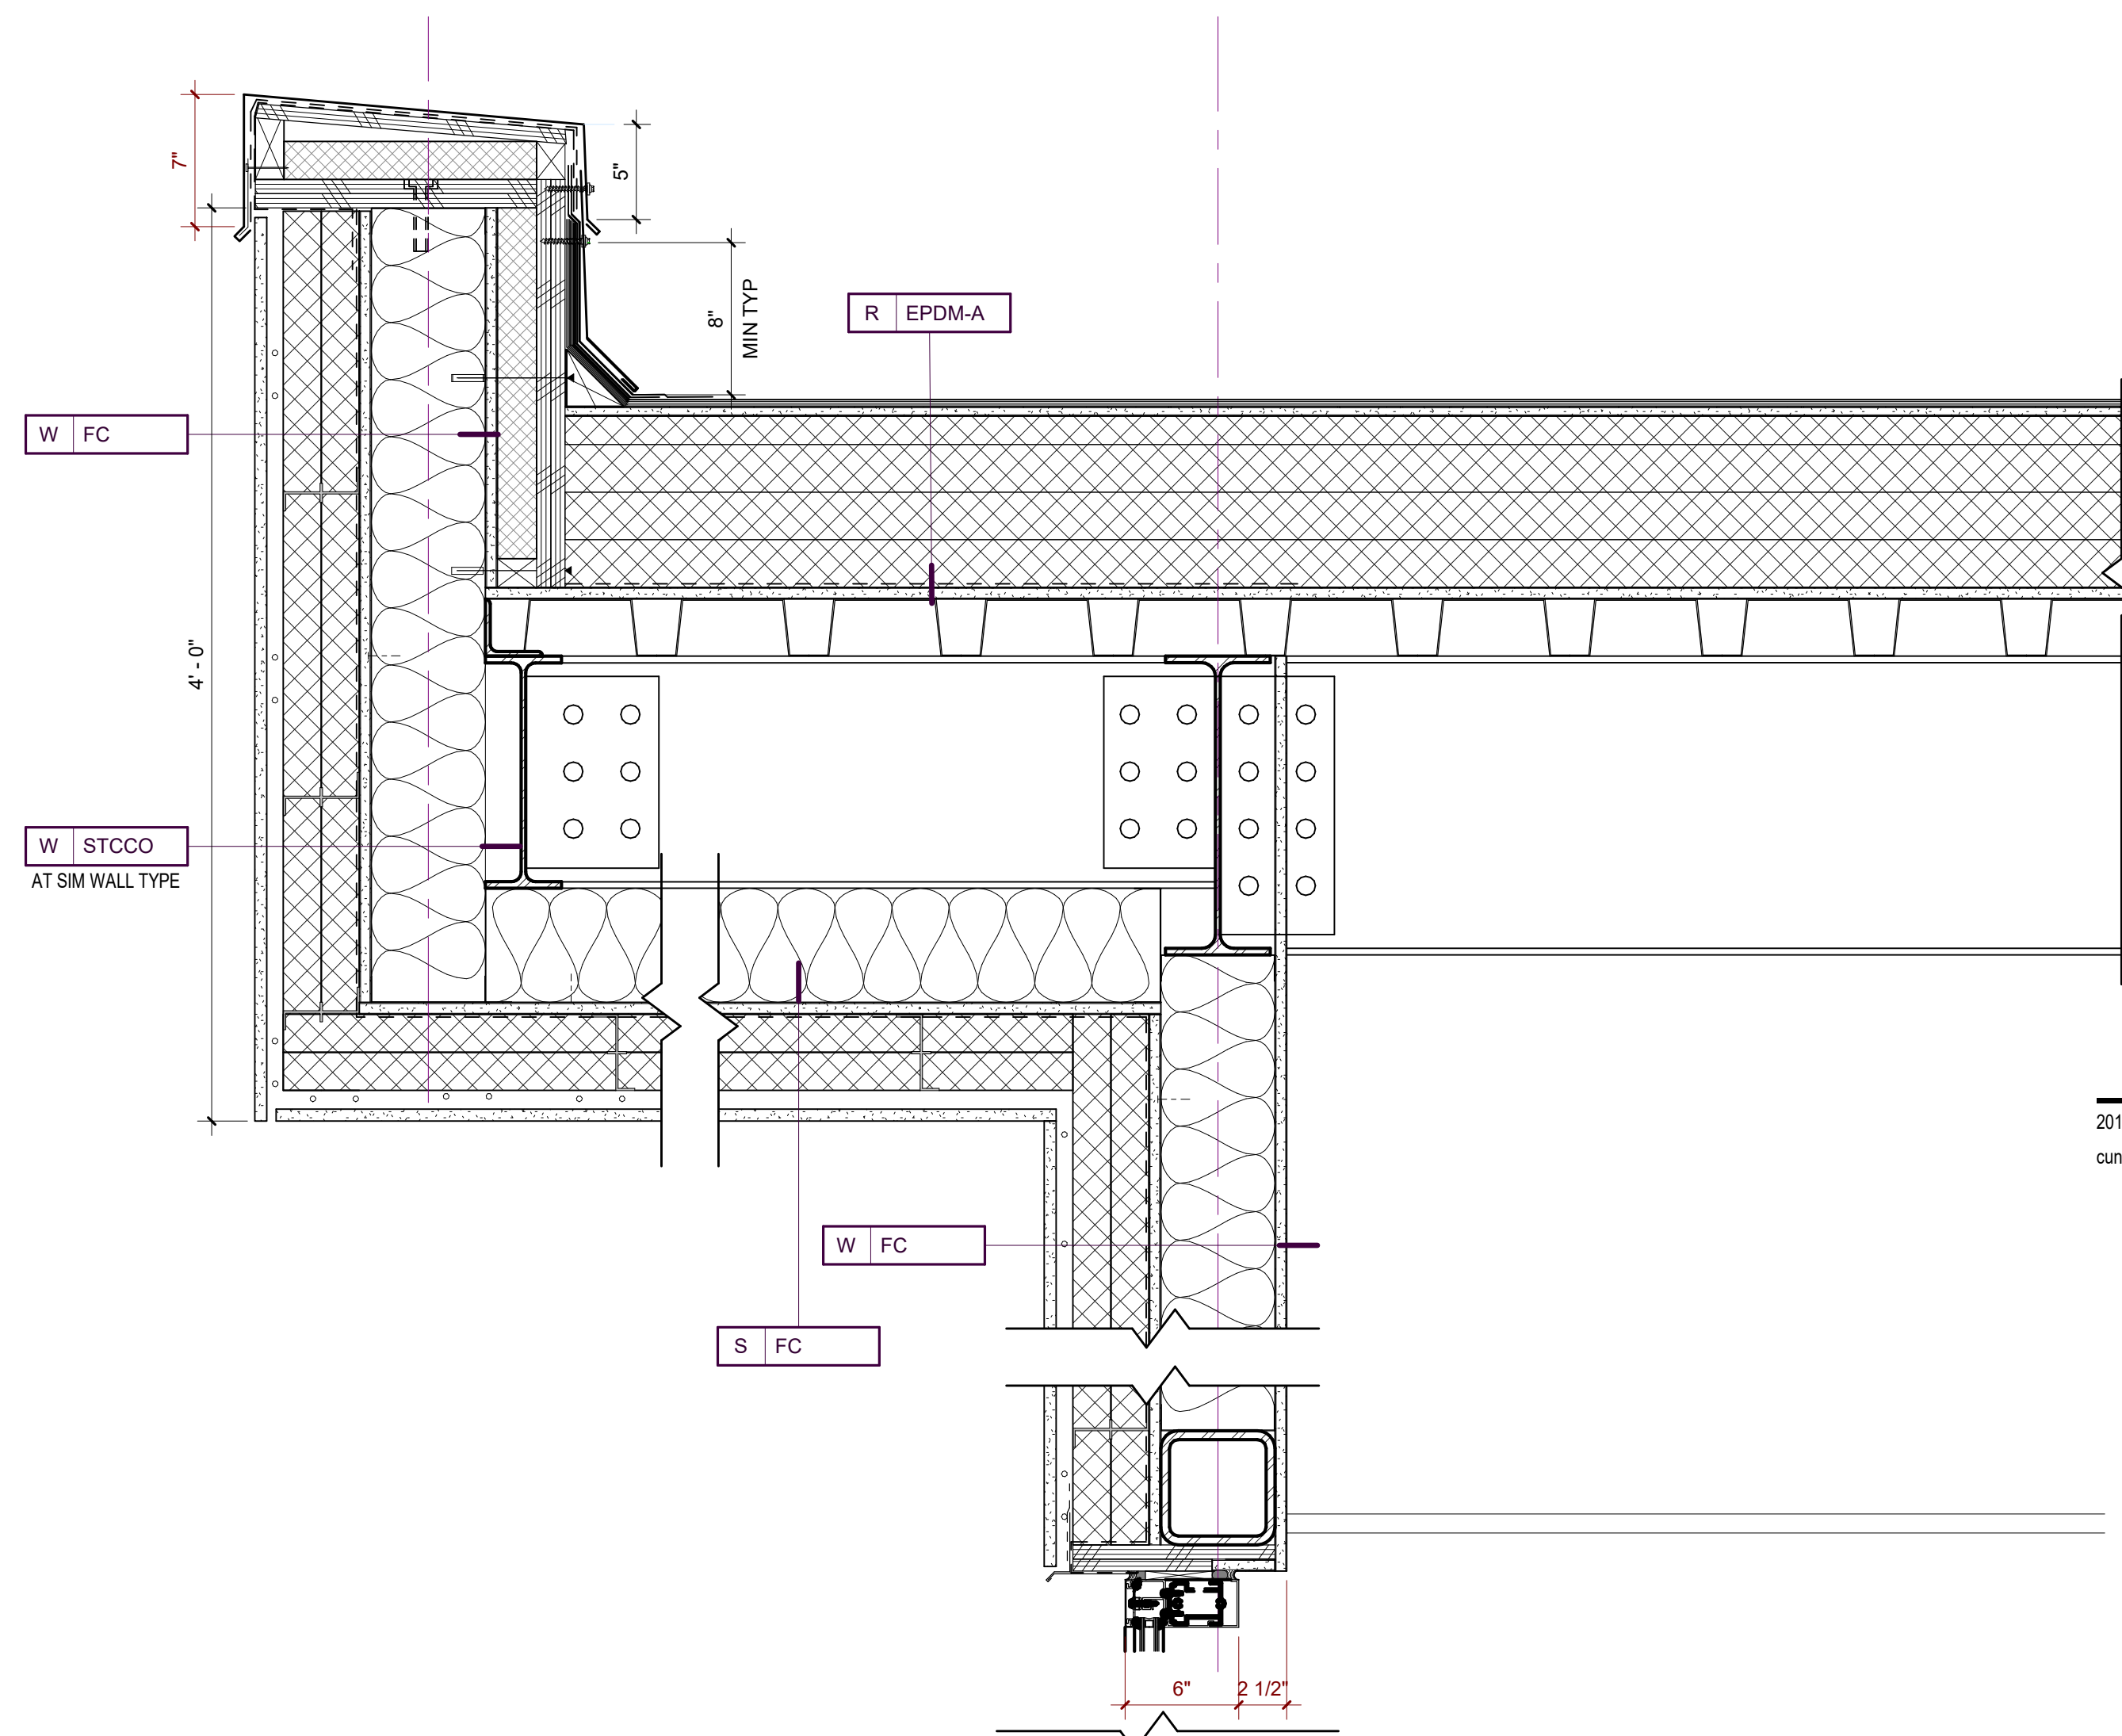 7"
5"
8"
MIN TYP
R EPDM-A
W FC
4' - 0"
W STCCO
AT SIM WALL TYPE
201
cun
W FC
S FC
6"
2 1/2"